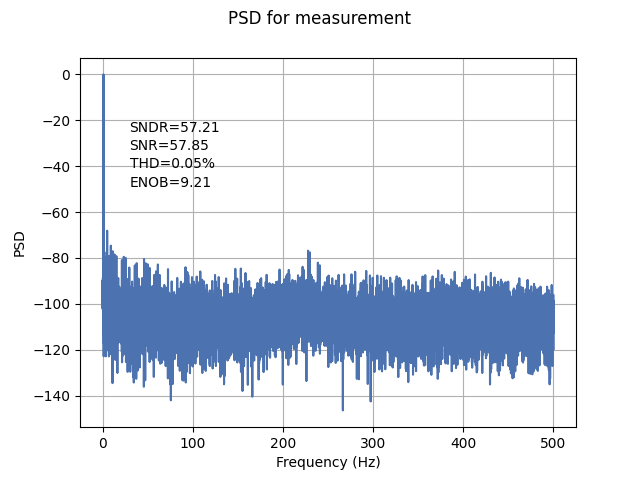 PSD for measurement
0
−20
−40
−60
−80
−100
−120
−140
PSD
SNDR=57.21
SNR=57.85
THD=0.05%
ENOB=9.21
0 100 200 300 400 500
Frequency (Hz)